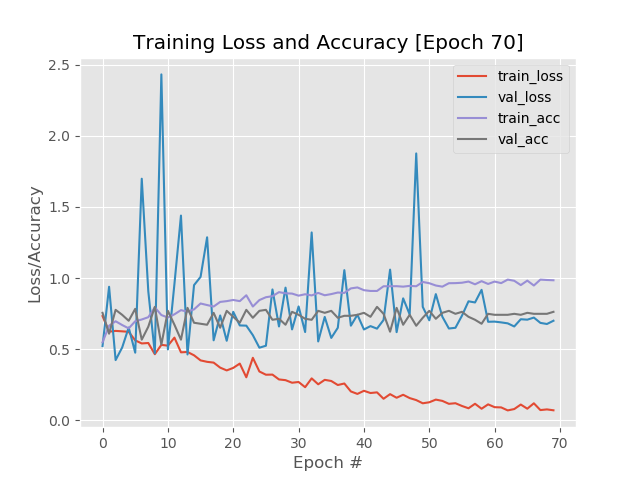 Training Loss and Accuracy [Epoch 70]
train_loss
val_loss
train_acc
val_acc
Loss/Accuracy
2.5
2.0
1.5
1.0
0.5
0.0
0 10 20 30 40 50 60 70
Epoch #